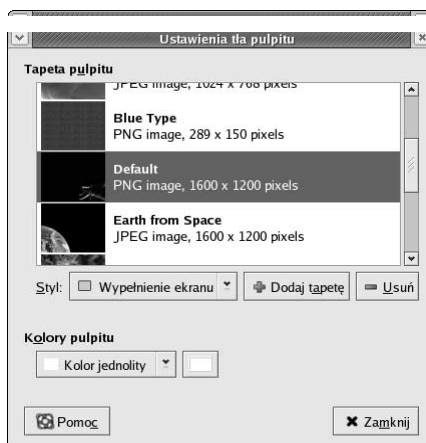 Ustawienia tła pulpitu
Tapeta pulpitu
JPEG image, 1024 x 768 pixels
Blue Type
PNG image, 289 x 150 pixels
Default
PNG image, 1600 x 1200 pixels
Earth from Space
JPEG image, 1600 x 1200 pixels
Styl: Wypełnienie ekranu Dodaj tapetę Usuń
Kolory pulpitu
Kolor jednolity
Pomoc Zamknij